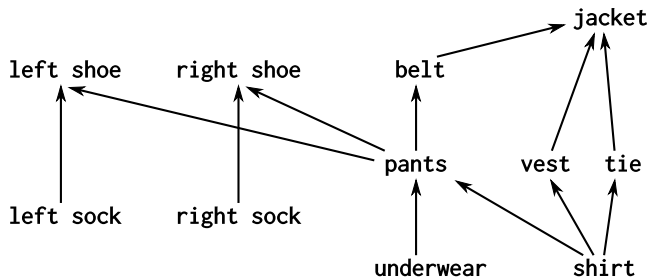 jacket
left shoe right shoe belt
pants vest tie
left sock right sock
underwear shirt